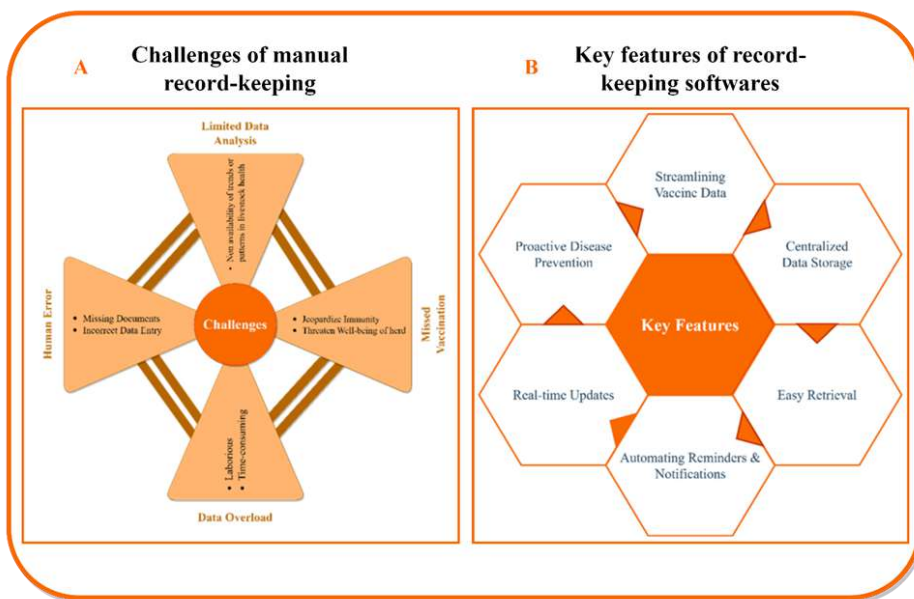 A
Challenges of manual
record-keeping
Limited Data
Analysis
• Non availability of trends or
patterns in livestock health
Human Error
• Missing Documents
• Incorrect Data Entry
Challenges
• Jeopardize Immunity
• Threaten Well-being of herd
Missed
Vaccination
• Laborious
• Time-consuming
Data Overload
B
Key features of record-
keeping softwares
Streamlining
Vaccine Data
Proactive Disease
Prevention
Centralized
Data Storage
Key Features
Real-time Updates
Easy Retrieval
Automating Reminders &
Notifications